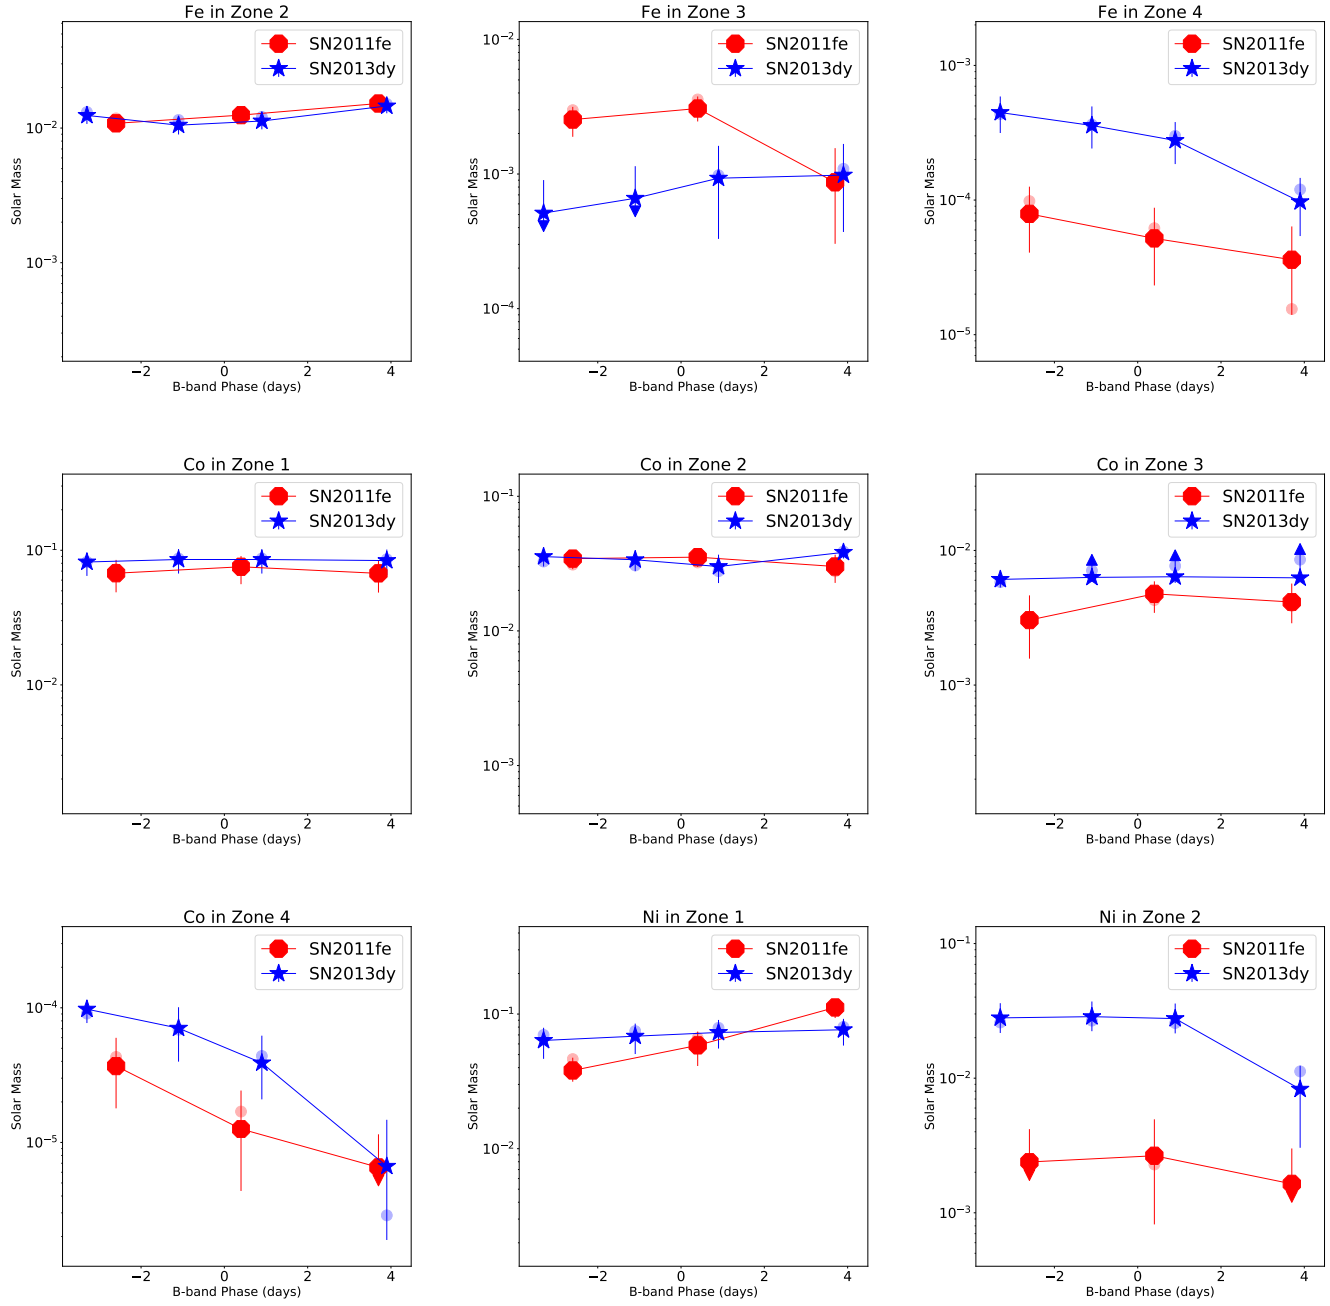 Fe in Zone 2
SN2011fe
SN2013dy
10⁻²
10⁻³
Solar Mass
−2 0 2 4
B-band Phase (days)
Fe in Zone 3
SN2011fe
SN2013dy
10⁻²
10⁻³
10⁻⁴
Solar Mass
−2 0 2 4
B-band Phase (days)
Fe in Zone 4
SN2011fe
SN2013dy
10⁻³
10⁻⁴
10⁻⁵
Solar Mass
−2 0 2 4
B-band Phase (days)
Co in Zone 1
SN2011fe
SN2013dy
10⁻¹
10⁻²
Solar Mass
−2 0 2 4
B-band Phase (days)
Co in Zone 2
SN2011fe
SN2013dy
10⁻¹
10⁻²
10⁻³
Solar Mass
−2 0 2 4
B-band Phase (days)
Co in Zone 3
SN2011fe
SN2013dy
10⁻²
10⁻³
Solar Mass
−2 0 2 4
B-band Phase (days)
Co in Zone 4
SN2011fe
SN2013dy
10⁻⁴
10⁻⁵
Solar Mass
−2 0 2 4
B-band Phase (days)
Ni in Zone 1
SN2011fe
SN2013dy
10⁻¹
10⁻²
Solar Mass
−2 0 2 4
B-band Phase (days)
Ni in Zone 2
SN2011fe
SN2013dy
10⁻¹
10⁻²
10⁻³
Solar Mass
−2 0 2 4
B-band Phase (days)